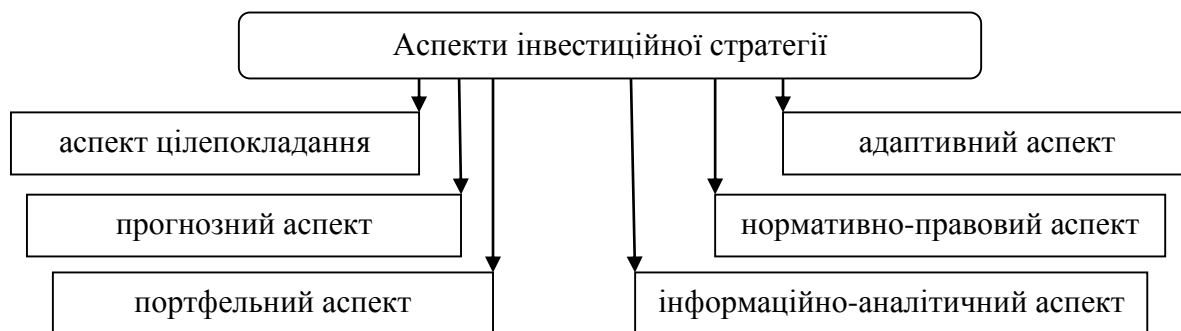 Аспекти інвестиційної стратегії
аспект цілепокладання
адаптивний аспект
прогнозний аспект
нормативно-правовий аспект
портфельний аспект
інформаційно-аналітичний аспект